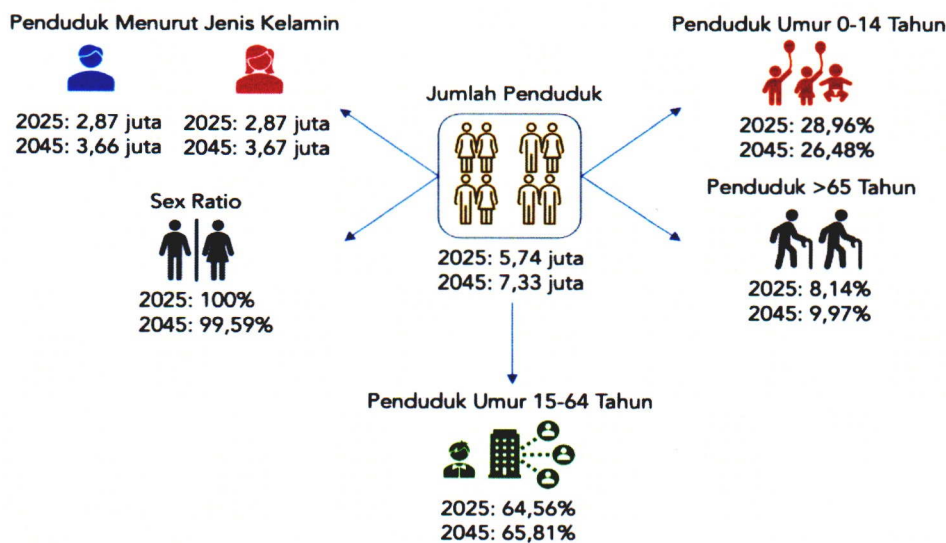 Penduduk Menurut Jenis Kelamin
2025: 2,87 juta
2045: 3,66 juta
2025: 2,87 juta
2045: 3,67 juta
Sex Ratio
2025: 100%
2045: 99,59%
Jumlah Penduduk
2025: 5,74 juta
2045: 7,33 juta
Penduduk Umur 0-14 Tahun
2025: 28,96%
2045: 26,48%
Penduduk >65 Tahun
2025: 8,14%
2045: 9,97%
Penduduk Umur 15-64 Tahun
2025: 64,56%
2045: 65,81%